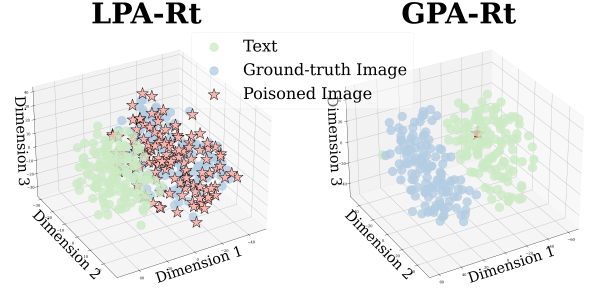 LPA-Rt
GPA-Rt
Text
Ground-truth Image
Poisoned Image
Dimension 3
Dimension 2
Dimension 1
Dimension 3
Dimension 2
Dimension 1